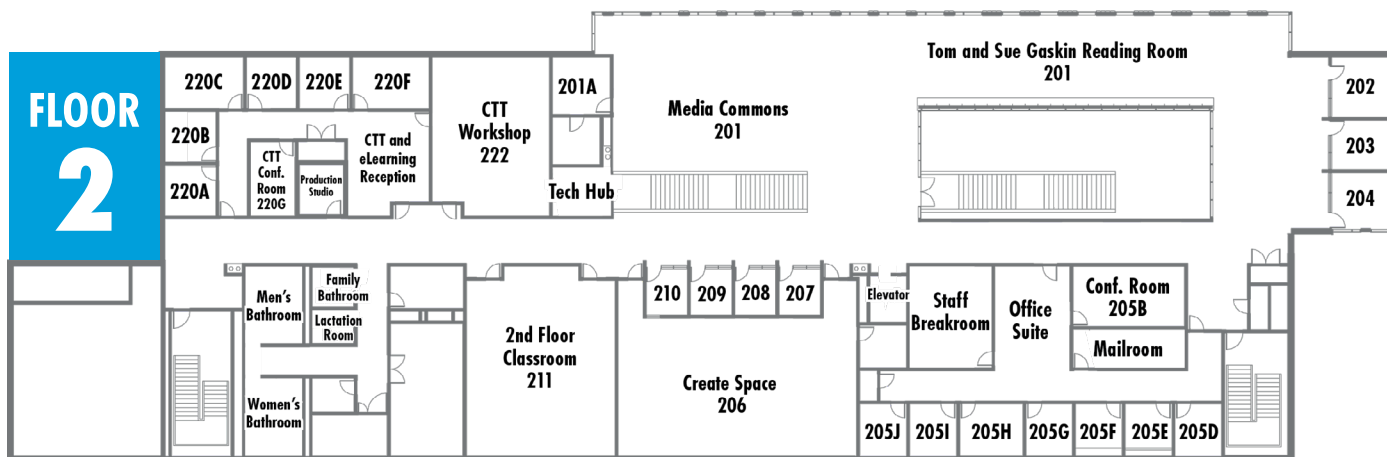 FLOOR
2
220C
220D
220E
220F
220B
220A
CTT
Conf.
Room
220G
Production
Studio
CTT and
eLearning
Reception
CTT
Workshop
222
201A
Tech Hub
Media Commons
201
Tom and Sue Gaskin Reading Room
201
202
203
204
Men's
Bathroom
Family
Bathroom
Lactation
Room
Women's
Bathroom
2nd Floor
Classroom
211
210
209
208
207
Create Space
206
Elevator
Staff
Breakroom
Office
Suite
Conf. Room
205B
Mailroom
205J
205I
205H
205G
205F
205E
205D